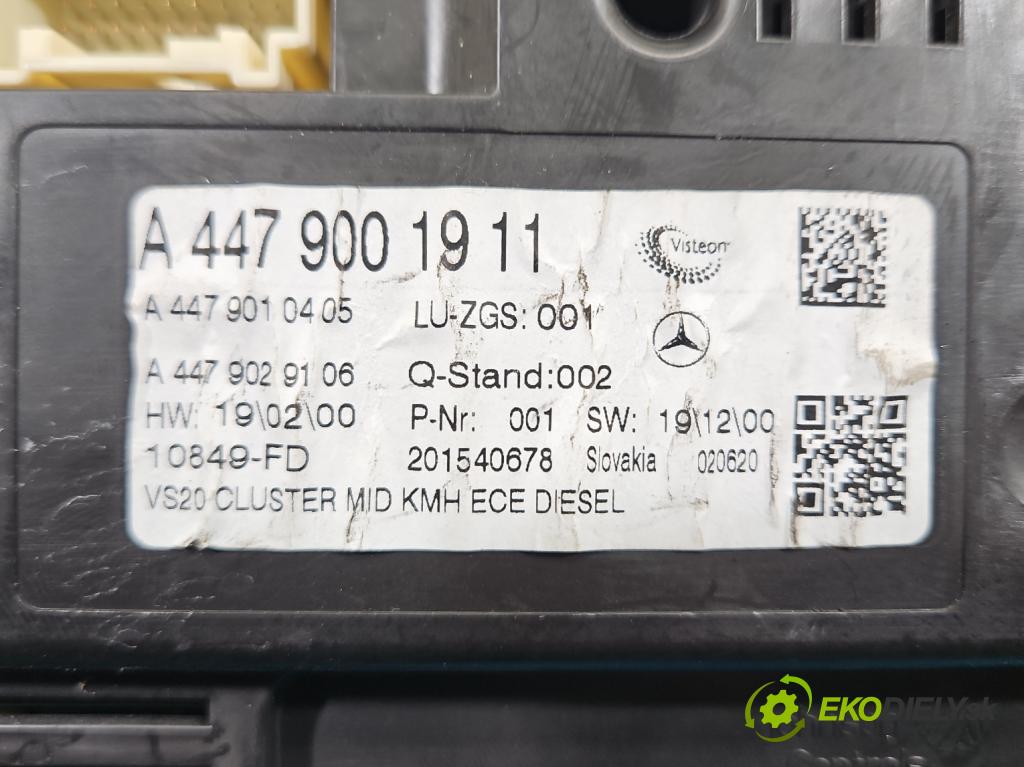 A 447 900 19 11
Visteon
A 447 901 04 05 LU-ZGS: 001
A 447 902 91 06 Q-Stand:002
HW: 19\02\00 P-Nr: 001 SW: 19\12\00
10849-FD 201540678 Slovakia 020620
VS20 CLUSTER MID KMH ECE DIESEL
EKODIELY.sk